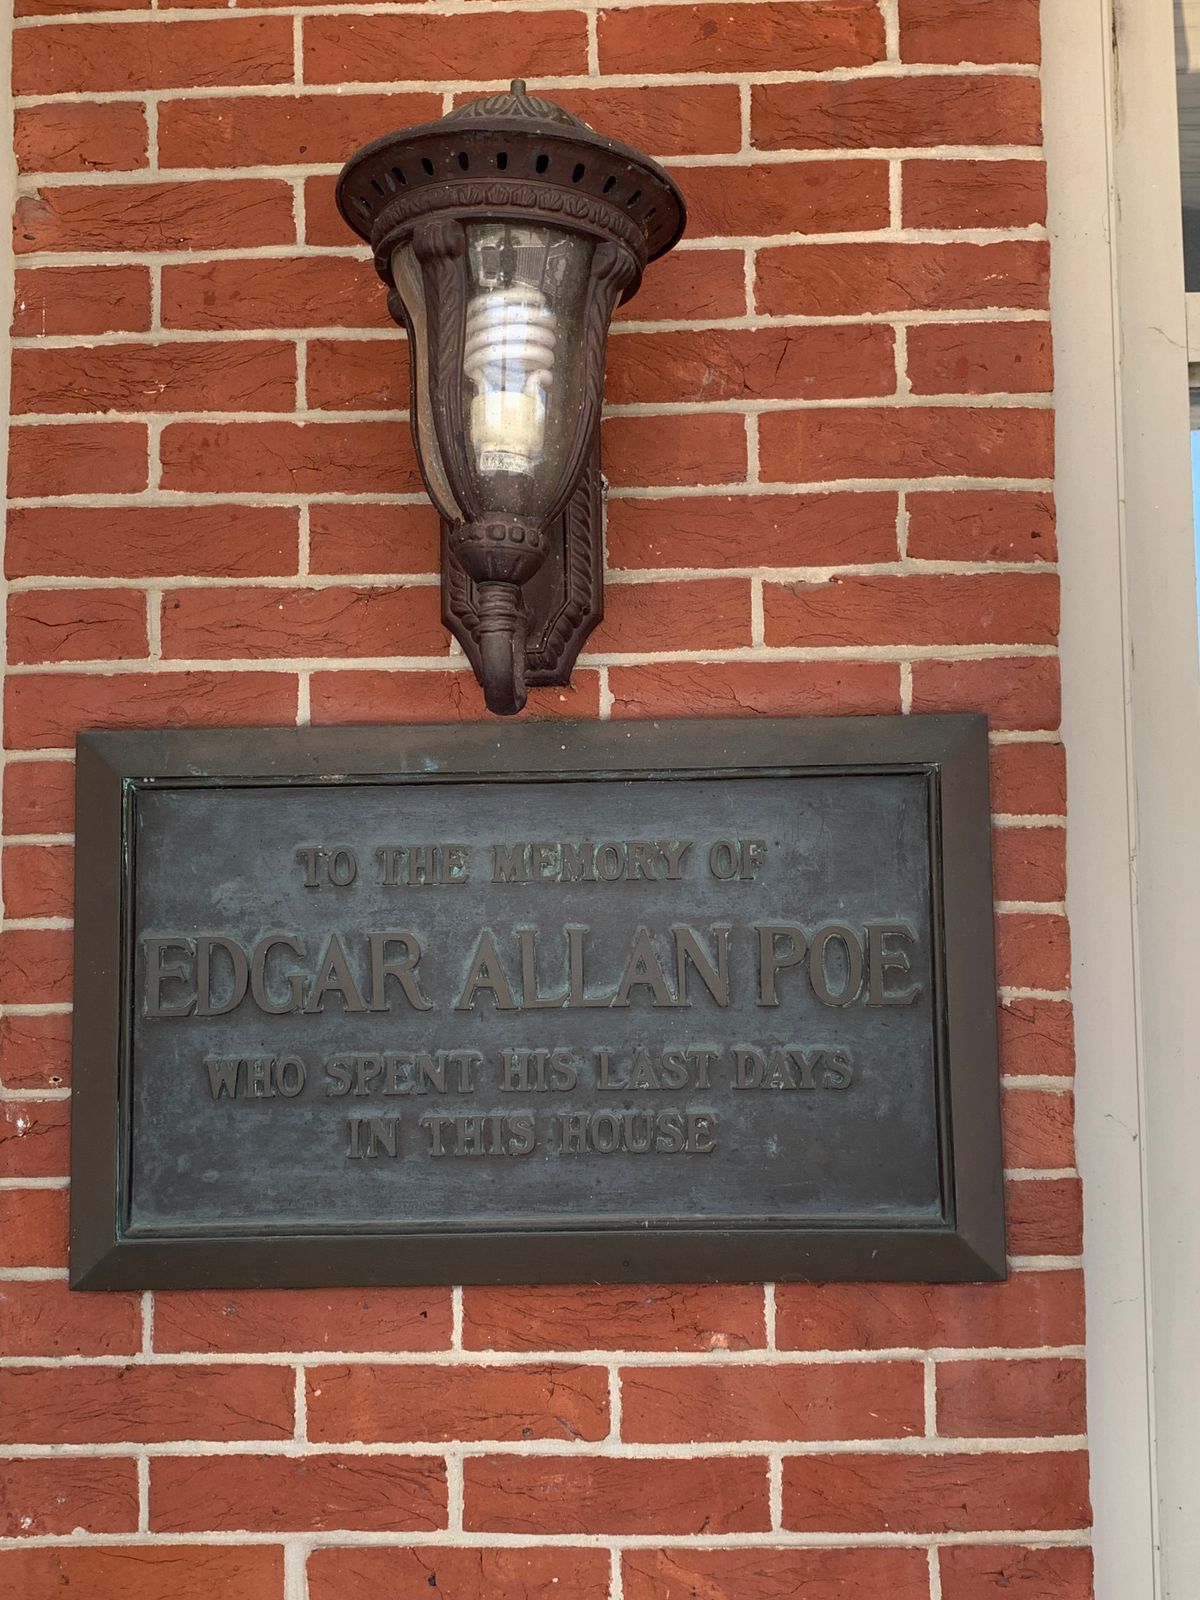 TO THE MEMORY OF
EDGAR ALLAN POE
WHO SPENT HIS LAST DAYS
IN THIS HOUSE